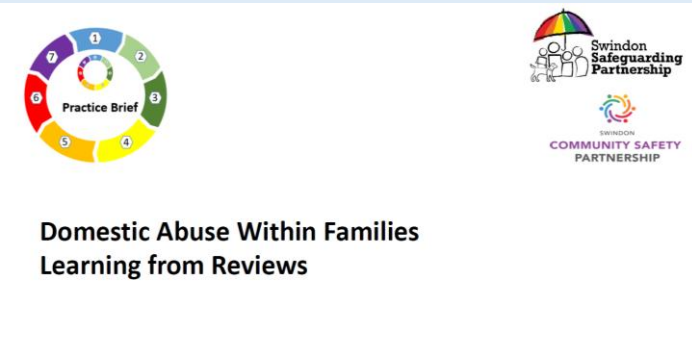 1
2
3
4
5
6
7
Practice Brief
Swindon
Safeguarding
Partnership
SWINDON
COMMUNITY SAFETY
PARTNERSHIP
Domestic Abuse Within Families
Learning from Reviews